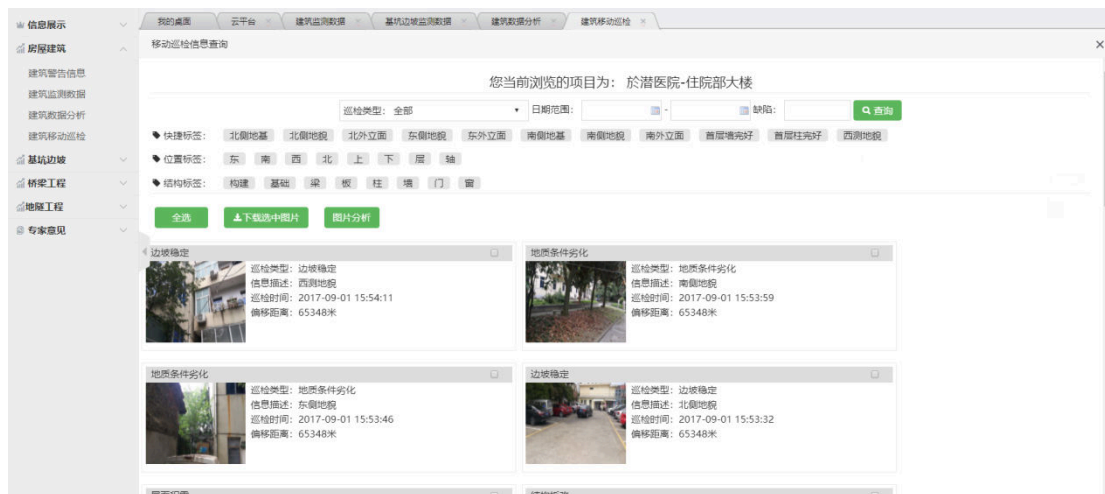 信息展示
房屋建筑
建筑警告信息
建筑监测数据
建筑数据分析
建筑移动巡检
基坑边坡
桥梁工程
地隧工程
专家意见
我的桌面 云平台 × 建筑监测数据 × 基坑边坡监测数据 × 建筑数据分析 × 建筑移动巡检 ×
移动巡检信息查询 ×
您当前浏览的项目为: 於潜医院-住院部大楼
巡检类型: 全部 日期范围: - 缺陷: 查询
快捷标签: 北侧地基 北侧地貌 北外立面 东侧地貌 东外立面 南侧地基 南侧地貌 南外立面 首层墙完好 首层柱完好 西测地貌
位置标签: 东 南 西 北 上 下 层 轴
结构标签: 构建 基础 梁 板 柱 墙 门 窗
全选 下载选中图片 图片分析
边坡稳定
巡检类型: 边坡稳定
信息描述: 西测地貌
巡检时间: 2017-09-01 15:54:11
偏移距离: 65348米
地质条件劣化
巡检类型: 地质条件劣化
信息描述: 南侧地貌
巡检时间: 2017-09-01 15:53:59
偏移距离: 65348米
地质条件劣化
巡检类型: 地质条件劣化
信息描述: 东侧地貌
巡检时间: 2017-09-01 15:53:46
偏移距离: 65348米
边坡稳定
巡检类型: 边坡稳定
信息描述: 北侧地貌
巡检时间: 2017-09-01 15:53:32
偏移距离: 65348米